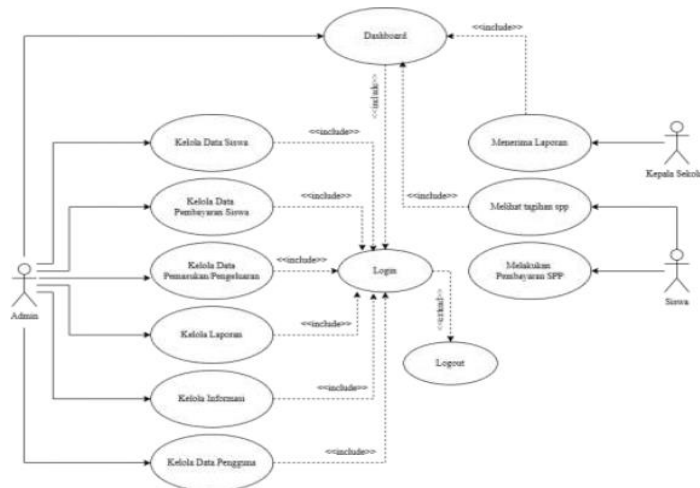 Dashboard
<<include>>
<<include>>
Kelola Data Siswa
<<include>>
Menerima Laporan
Kepala Sekola
Kelola Data
Pembayaran Siswa
<<include>>
<<include>>
Melihat tagihan spp
Kelola Data
Pemasukan/Pengeluaran
<<include>>
Login
Melakukan
Pembayaran SPP
Siswa
Admin
Kelola Laporan
<<include>>
<<extend>>
Logout
Kelola Informasi
<<include>>
Kelola Data Pengguna
<<include>>